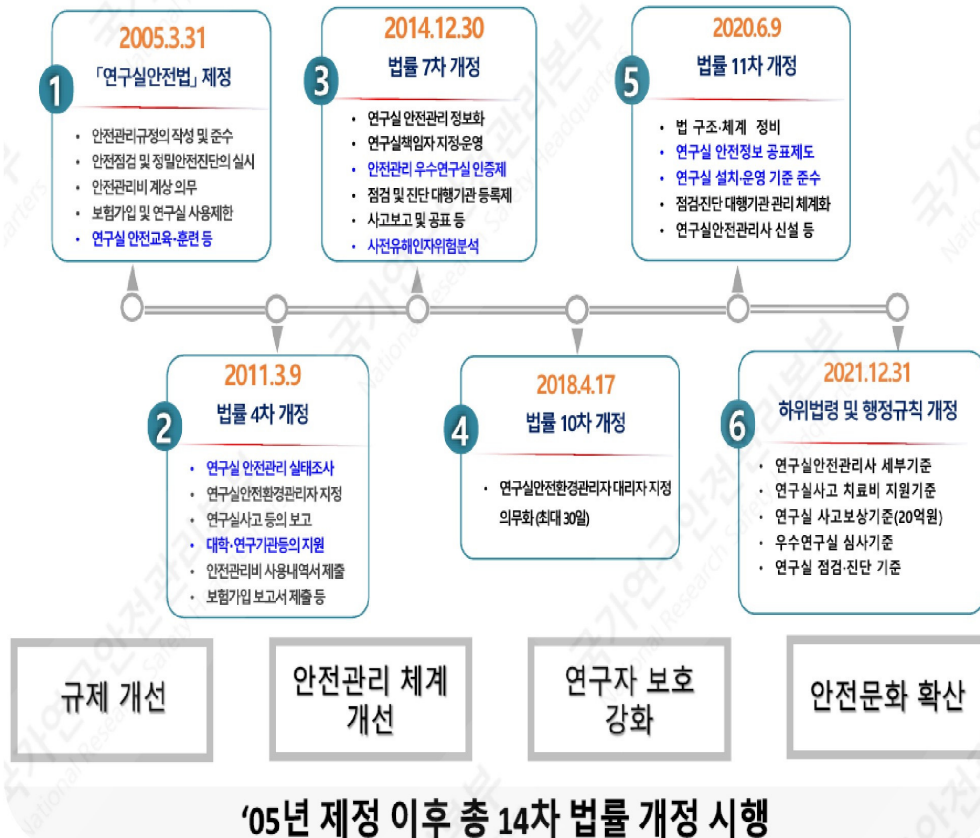 2005.3.31
1
「연구실안전법」 제정
• 안전관리규정의 작성 및 준수
• 안전점검 및 정밀안전진단의 실시
• 안전관리비 계상 의무
• 보험가입 및 연구실 사용제한
• 연구실 안전교육·훈련 등
2011.3.9
2
법률 4차 개정
• 연구실 안전관리 실태조사
• 연구실안전환경관리자 지정
• 연구실사고 등의 보고
• 대학·연구기관등의 지원
• 안전관리비 사용내역서 제출
• 보험가입 보고서 제출 등
2014.12.30
3
법률 7차 개정
• 연구실 안전관리 정보화
• 연구실책임자 지정·운영
• 안전관리 우수연구실 인증제
• 점검 및 진단 대행기관 등록제
• 사고보고 및 공표 등
• 사전유해인자위험분석
2018.4.17
4
법률 10차 개정
• 연구실안전환경관리자 대리자 지정
의무화 (최대 30일)
2020.6.9
5
법률 11차 개정
• 법 구조·체계 정비
• 연구실 안전정보 공표제도
• 연구실 설치·운영 기준 준수
• 점검진단 대행기관 관리 체계화
• 연구실안전관리사 신설 등
2021.12.31
6
하위법령 및 행정규칙 개정
• 연구실안전관리사 세부기준
• 연구실사고 치료비 지원기준
• 연구실 사고보상기준(20억원)
• 우수연구실 심사기준
• 연구실 점검·진단 기준
규제 개선
안전관리 체계
개선
연구자 보호
강화
안전문화 확산
‘05년 제정 이후 총 14차 법률 개정 시행
국가연구안전관리본부
National Research Safety Headquarters